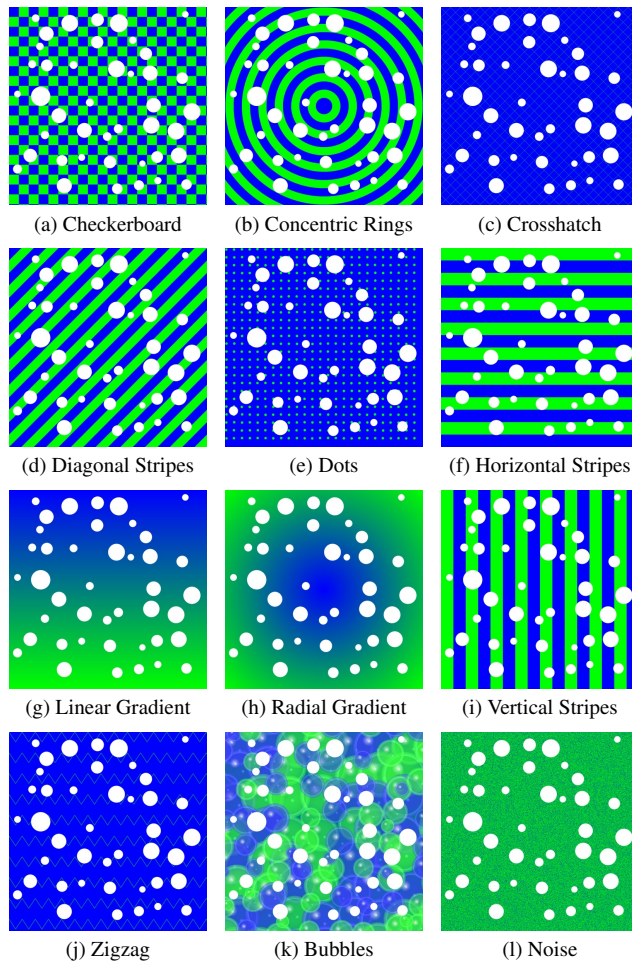 (a) Checkerboard
(b) Concentric Rings
(c) Crosshatch
(d) Diagonal Stripes
(e) Dots
(f) Horizontal Stripes
(g) Linear Gradient
(h) Radial Gradient
(i) Vertical Stripes
(j) Zigzag
(k) Bubbles
(l) Noise